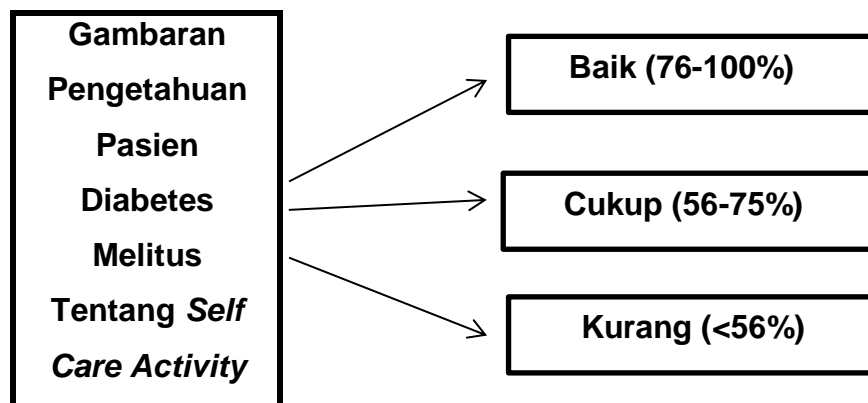 Gambaran
Pengetahuan
Pasien
Diabetes
Melitus
Tentang Self
Care Activity
Baik (76-100%)
Cukup (56-75%)
Kurang (<56%)